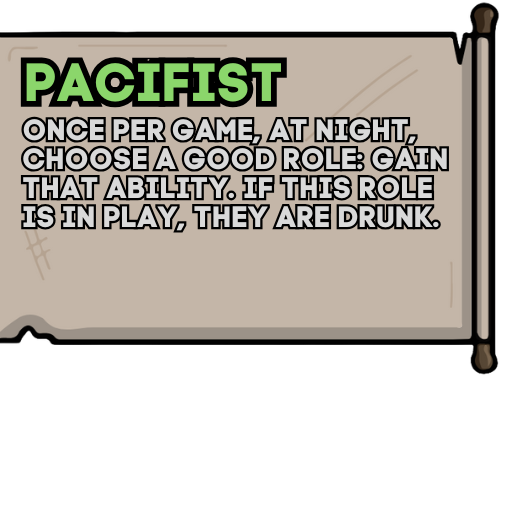 PACIFIST
ONCE PER GAME, AT NIGHT,
CHOOSE A GOOD ROLE: GAIN
THAT ABILITY. IF THIS ROLE
IS IN PLAY, THEY ARE DRUNK.